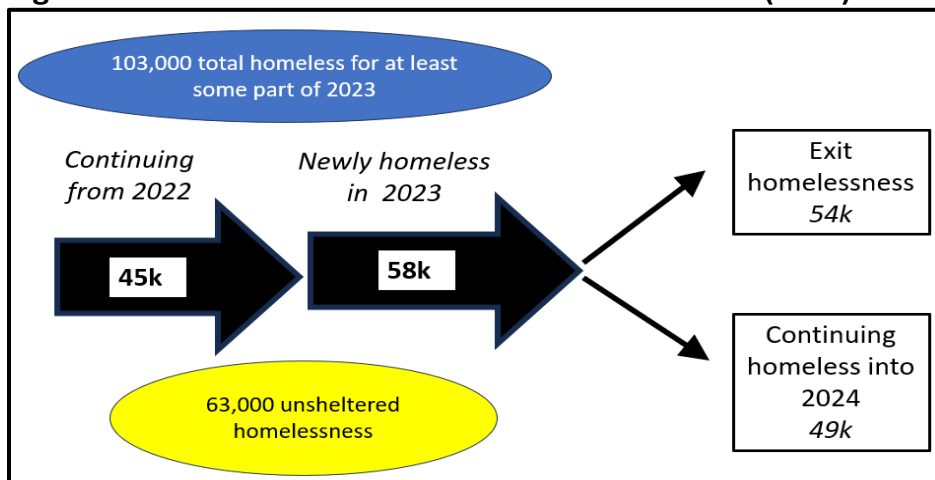 103,000 total homeless for at least
some part of 2023
Continuing
from 2022
Newly homeless
in 2023
45k
58k
Exit
homelessness
54k
Continuing
homeless into
2024
49k
63,000 unsheltered
homelessness